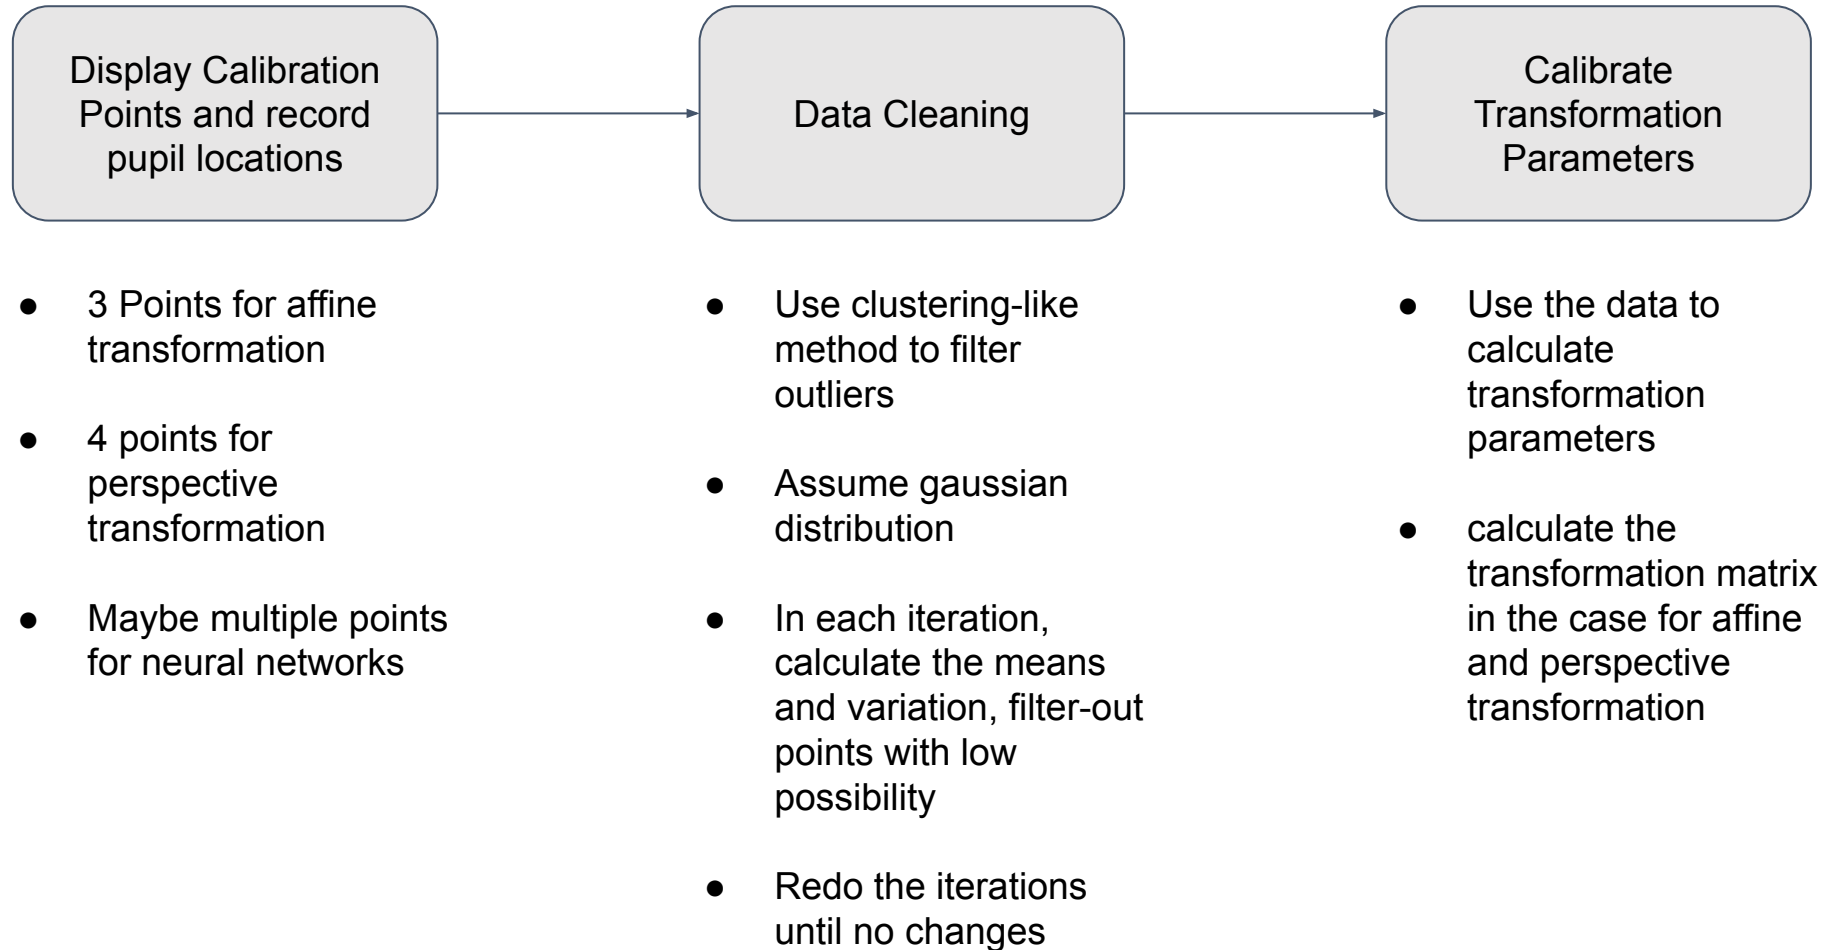 Display Calibration
Points and record
pupil locations
Data Cleaning
Calibrate
Transformation
Parameters
● 3 Points for affine
transformation
● 4 points for
perspective
transformation
● Maybe multiple points
for neural networks
● Use clustering-like
method to filter
outliers
● Assume gaussian
distribution
● In each iteration,
calculate the means
and variation, filter-out
points with low
possibility
● Redo the iterations
until no changes
● Use the data to
calculate
transformation
parameters
● calculate the
transformation matrix
in the case for affine
and perspective
transformation